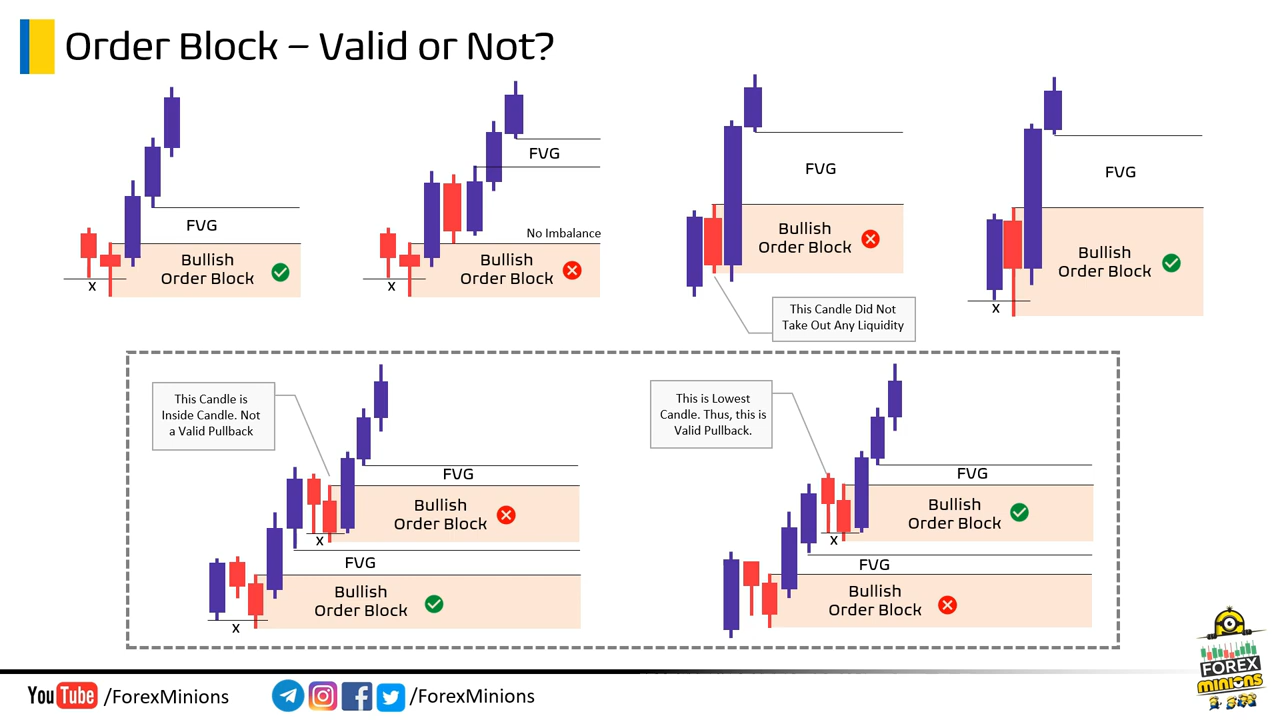 Order Block – Valid or Not?
FVG
Bullish
Order Block
x
FVG
No Imbalance
Bullish
Order Block
x
FVG
Bullish
Order Block
This Candle Did Not
Take Out Any Liquidity
FVG
Bullish
Order Block
x
This Candle is
Inside Candle. Not
a Valid Pullback
FVG
Bullish
Order Block
x
FVG
Bullish
Order Block
x
This is Lowest
Candle. Thus, this is
Valid Pullback.
FVG
Bullish
Order Block
x
FVG
Bullish
Order Block
YouTube /ForexMinions
/ForexMinions
FOREX
MINIONS